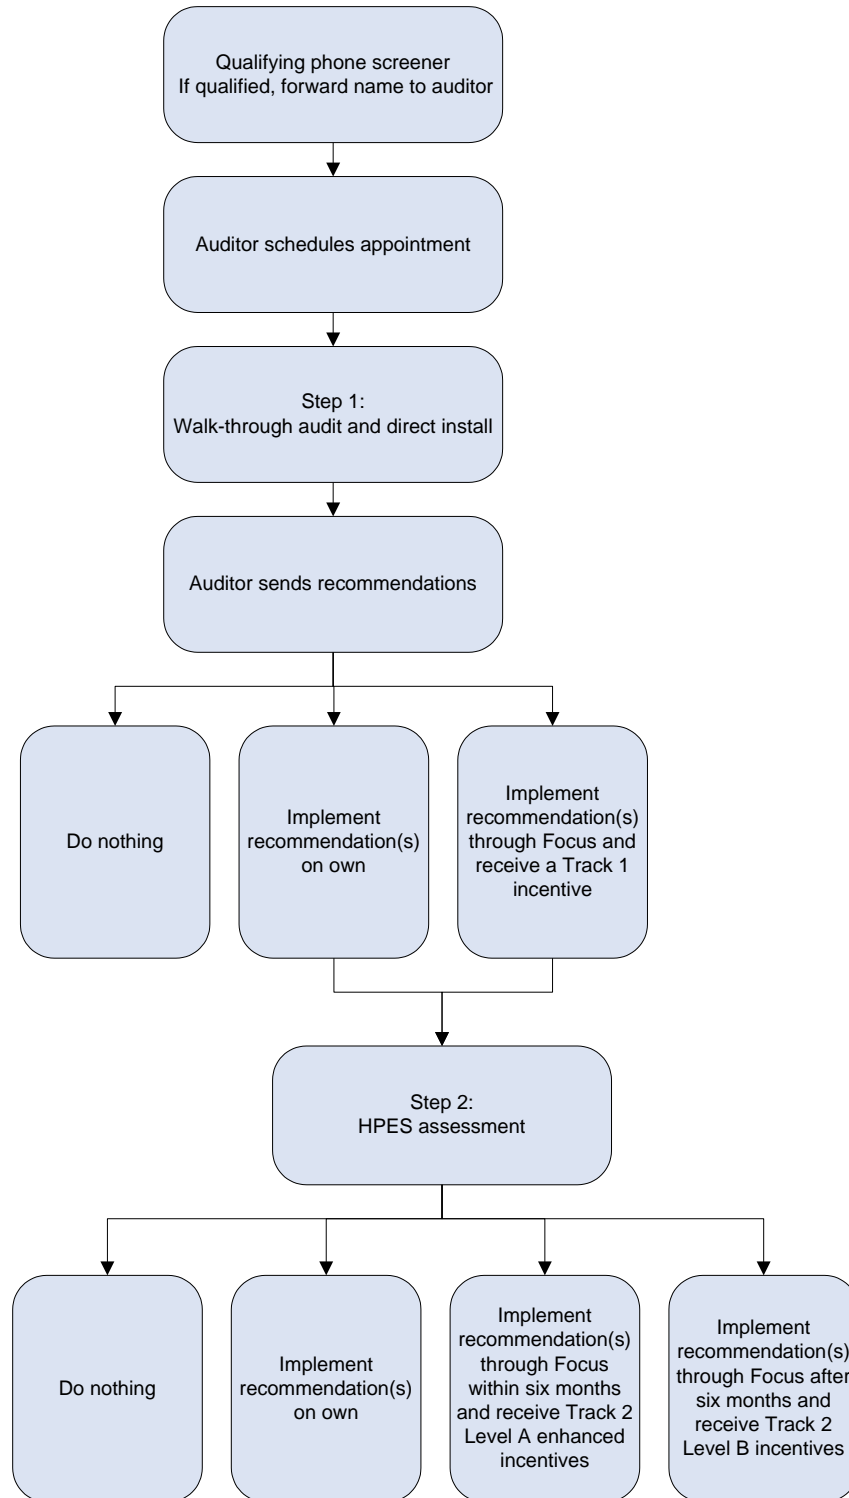 Qualifying phone screener
If qualified, forward name to auditor
Auditor schedules appointment
Step 1:
Walk-through audit and direct install
Auditor sends recommendations
Do nothing
Implement
recommendation(s)
on own
Implement
recommendation(s)
through Focus and
receive a Track 1
incentive
Step 2:
HPES assessment
Do nothing
Implement
recommendation(s)
on own
Implement
recommendation(s)
through Focus
within six months
and receive Track 2
Level A enhanced
incentives
Implement
recommendation(s)
through Focus after
six months and
receive Track 2
Level B incentives